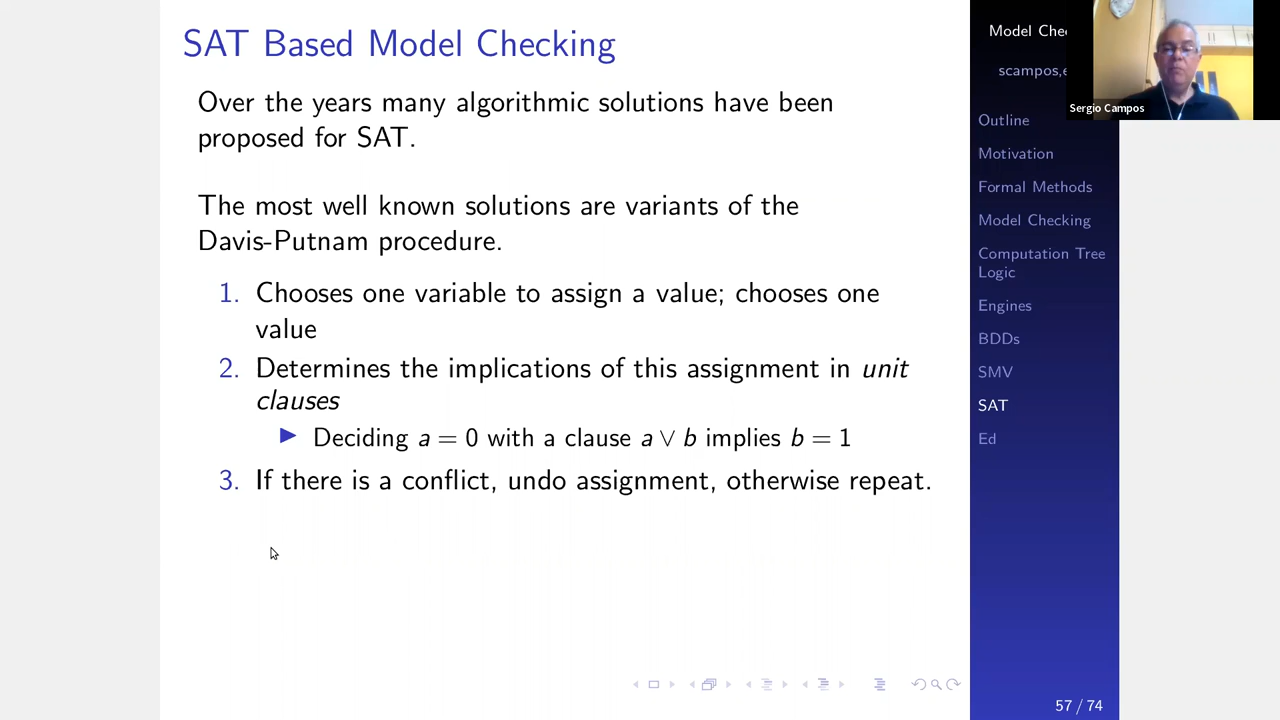 SAT Based Model Checking
Over the years many algorithmic solutions have been
proposed for SAT.
The most well known solutions are variants of the
Davis-Putnam procedure.
1. Chooses one variable to assign a value; chooses one
value
2. Determines the implications of this assignment in unit
clauses
▶ Deciding a = 0 with a clause a ∨ b implies b = 1
3. If there is a conflict, undo assignment, otherwise repeat.
Model Che
scampos,e
Sergio Campos
Outline
Motivation
Formal Methods
Model Checking
Computation Tree
Logic
Engines
BDDs
SMV
SAT
Ed
57 / 74